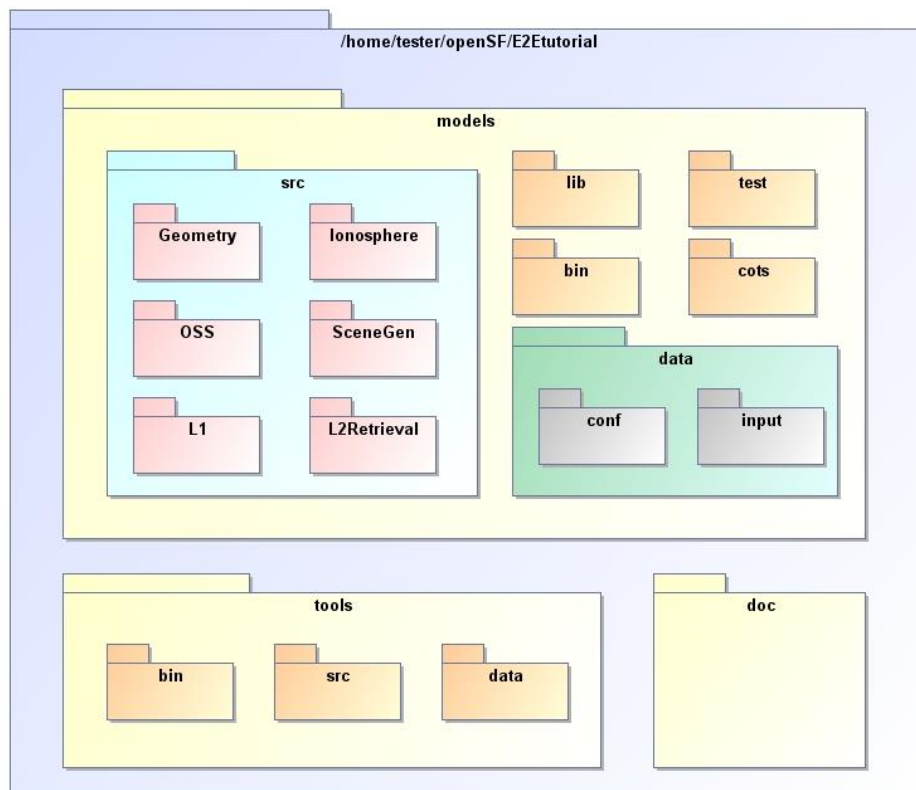 /home/tester/openSF/E2Etutorial
models
src
Geometry
Ionosphere
OSS
SceneGen
L1
L2Retrieval
lib
test
bin
cots
data
conf
input
tools
bin
src
data
doc